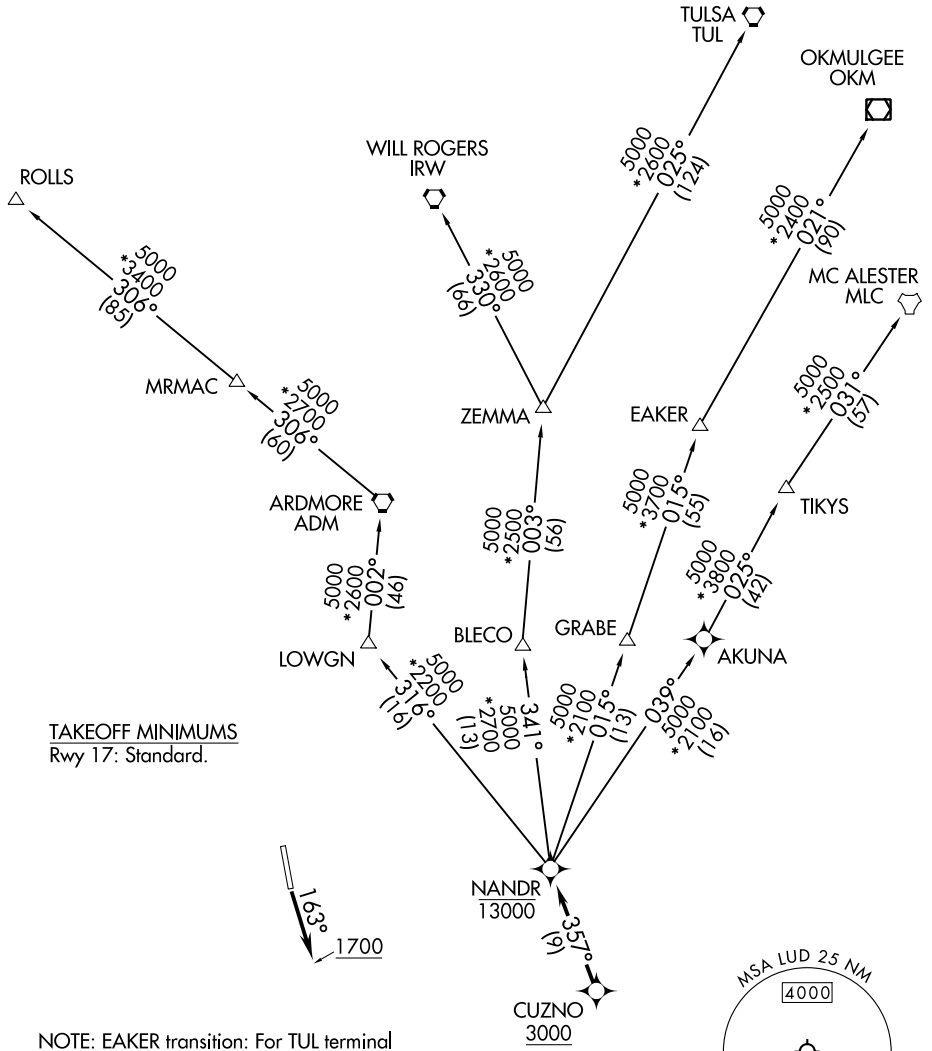 TULSA
TUL
OKMULGEE
OKM
WILL ROGERS
IRW
5000
*2600
025°
(124)
ROLLS
5000
*2400
021°
(90)
MC ALESTER
MLC
5000
*3400
306°
(85)
5000
*2600
330°
(66)
MRMAC
5000
*2700
306°
(60)
ZEMMA
EAKER
5000
*2500
031°
(57)
ARDMORE
ADM
5000
*2500
003°
(56)
5000
*3700
015°
(55)
TIKYS
5000
*2600
002°
(46)
5000
*3800
025°
(42)
LOWGN
BLECO
GRABE
AKUNA
5000
*2200
316°
(16)
341°
5000
*2700
(13)
5000
*2100
015°
(13)
039°
5000
*2100
(16)
TAKEOFF MINIMUMS
Rwy 17: Standard.
NANDR
13000
163°
1700
357°
(9)
CUZNO
3000
MSA LUD 25 NM
4000
NOTE: EAKER transition: For TUL terminal